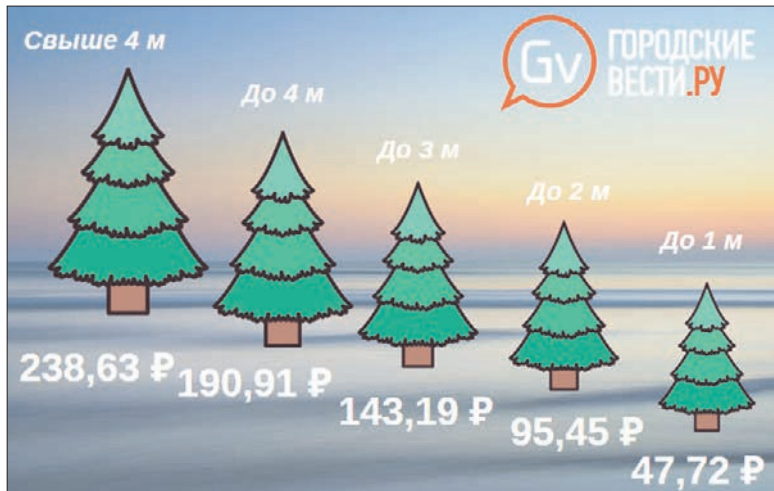 Свыше 4 м
Gv
ГОРОДСКИЕ
ВЕСТИ.РУ
До 4 м
До 3 м
До 2 м
До 1 м
238,63 ₽
190,91 ₽
143,19 ₽
95,45 ₽
47,72 ₽